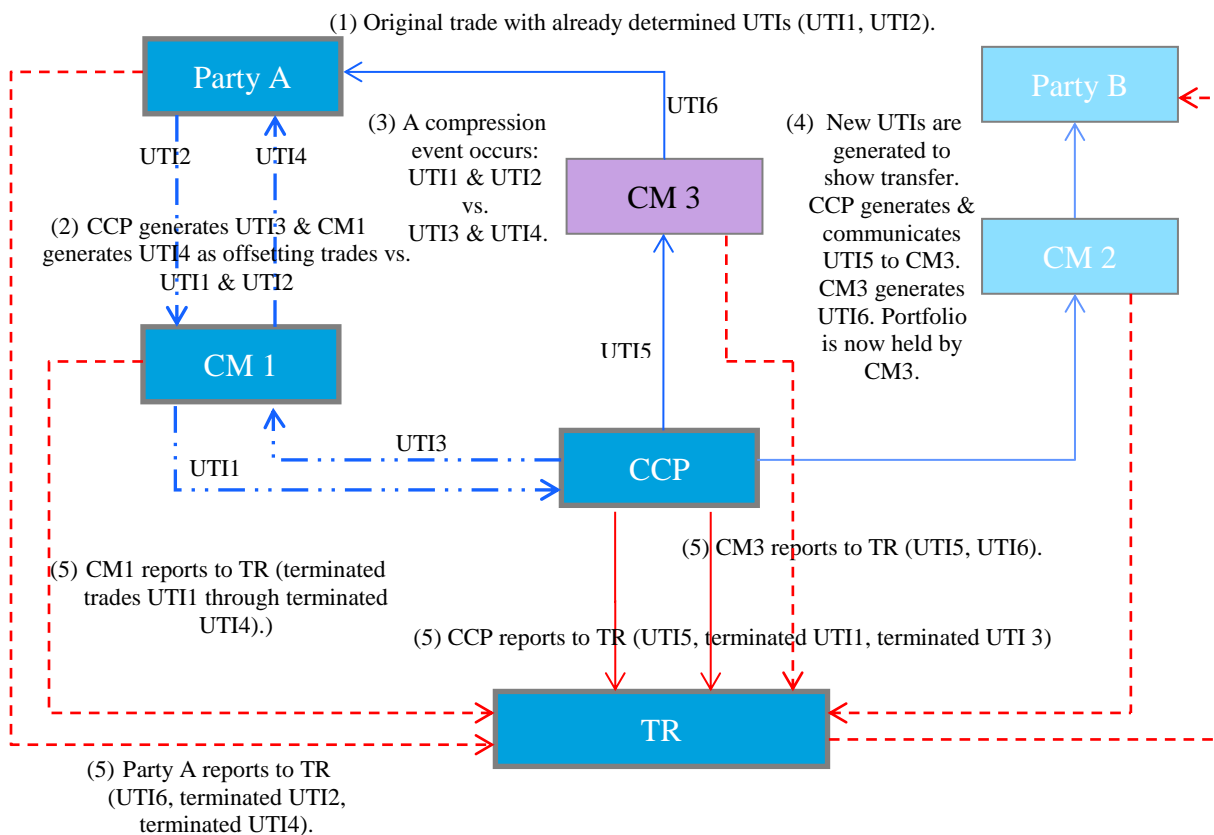 (1) Original trade with already determined UTIs (UTI1, UTI2).
Party A
Party B
UTI6
(3) A compression
event occurs:
UTI1 & UTI2
vs.
UTI3 & UTI4.
(4) New UTIs are
generated to
show transfer.
CCP generates &
communicates
UTI5 to CM3.
CM3 generates
UTI6. Portfolio
is now held by
CM3.
UTI2
UTI4
CM 3
(2) CCP generates UTI3 & CM1
generates UTI4 as offsetting trades vs.
UTI1 & UTI2
CM 2
CM 1
UTI5
UTI3
UTI1
CCP
(5) CM3 reports to TR (UTI5, UTI6).
(5) CM1 reports to TR (terminated
trades UTI1 through terminated
UTI4).)
(5) CCP reports to TR (UTI5, terminated UTI1, terminated UTI 3)
TR
(5) Party A reports to TR
(UTI6, terminated UTI2,
terminated UTI4).